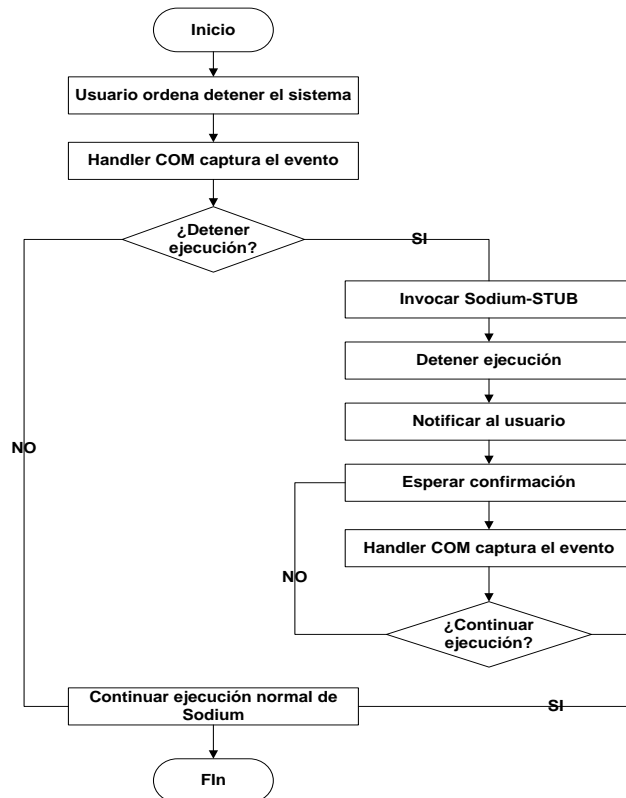 Inicio
Usuario ordena detener el sistema
Handler COM captura el evento
¿Detener
ejecución?
SI
Invocar Sodium-STUB
Detener ejecución
Notificar al usuario
NO
Esperar confirmación
Handler COM captura el evento
NO
¿Continuar
ejecución?
Continuar ejecución normal de
Sodium
SI
FIn